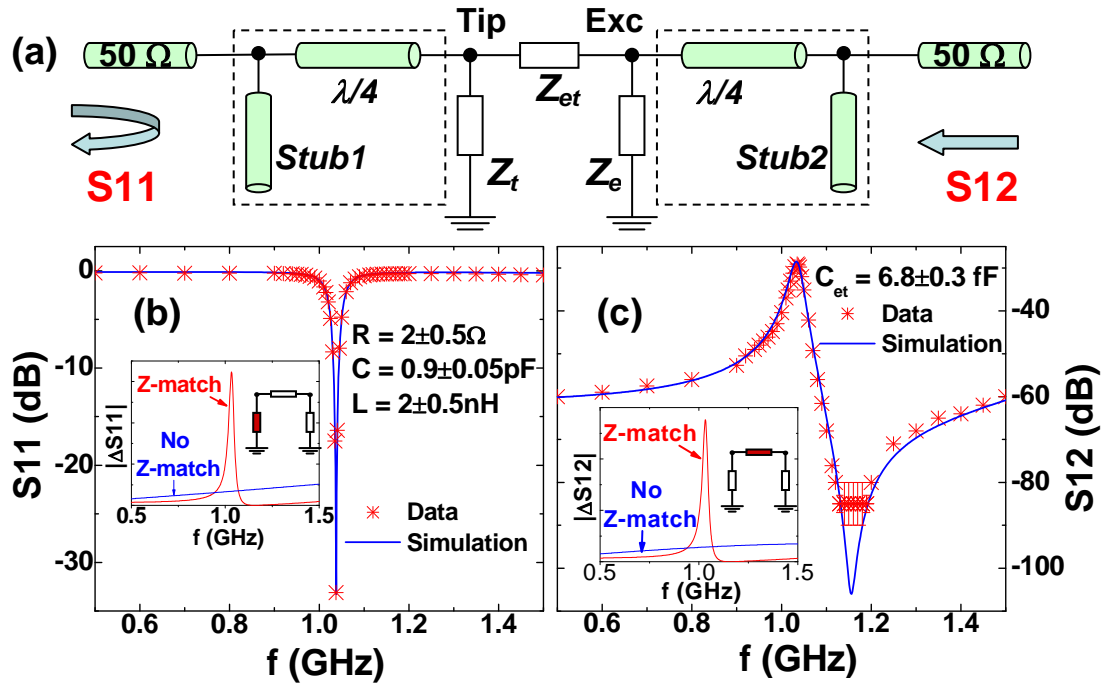 (a)
Tip
Exc
50 Ω
λ/4
Zet
λ/4
50 Ω
Stub1
Zt
Ze
Stub2
S11
S12
(b)
R = 2±0.5Ω
C = 0.9±0.05pF
L = 2±0.5nH
S11 (dB)
0
-10
-20
-30
0.6
0.8
1.0
1.2
1.4
f (GHz)
Data
Simulation
|ΔS11|
Z-match
No
Z-match
0.5
1.0
1.5
f (GHz)
(c)
Cet = 6.8±0.3 fF
Data
Simulation
S12 (dB)
-40
-60
-80
-100
0.6
0.8
1.0
1.2
1.4
f (GHz)
|ΔS12|
Z-match
No
Z-match
0.5
1.0
1.5
f (GHz)